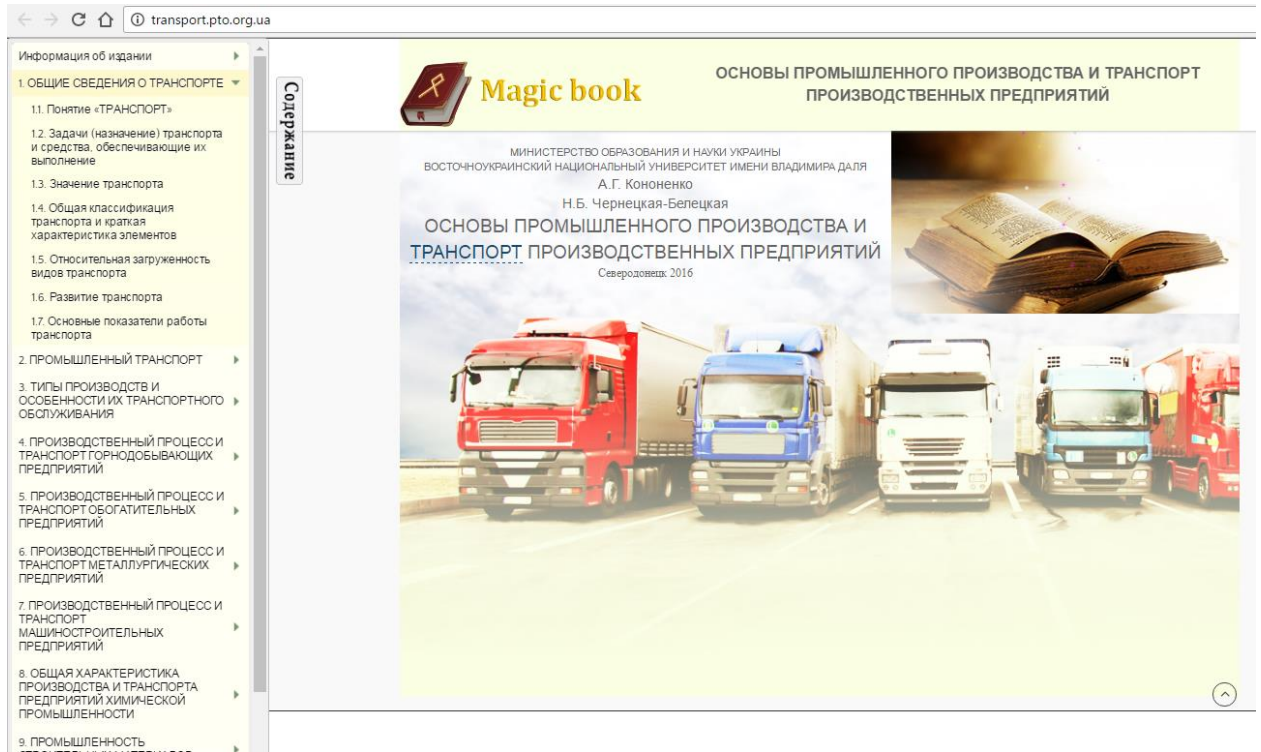 transport.pto.org.ua
Информация об издании
1. ОБЩИЕ СВЕДЕНИЯ О ТРАНСПОРТЕ
1.1. Понятие «ТРАНСПОРТ»
1.2. Задачи (назначение) транспорта
и средства, обеспечивающие их
выполнение
1.3. Значение транспорта
1.4. Общая классификация
транспорта и краткая
характеристика элементов
1.5. Относительная загруженность
видов транспорта
1.6. Развитие транспорта
1.7. Основные показатели работы
транспорта
2. ПРОМЫШЛЕННЫЙ ТРАНСПОРТ
3. ТИПЫ ПРОИЗВОДСТВ И
ОСОБЕННОСТИ ИХ ТРАНСПОРТНОГО
ОБСЛУЖИВАНИЯ
4. ПРОИЗВОДСТВЕННЫЙ ПРОЦЕСС И
ТРАНСПОРТ ГОРНОДОБЫВАЮЩИХ
ПРЕДПРИЯТИЙ
5. ПРОИЗВОДСТВЕННЫЙ ПРОЦЕСС И
ТРАНСПОРТ ОБОГАТИТЕЛЬНЫХ
ПРЕДПРИЯТИЙ
6. ПРОИЗВОДСТВЕННЫЙ ПРОЦЕСС И
ТРАНСПОРТ МЕТАЛЛУРГИЧЕСКИХ
ПРЕДПРИЯТИЙ
7. ПРОИЗВОДСТВЕННЫЙ ПРОЦЕСС И
ТРАНСПОРТ
МАШИНОСТРОИТЕЛЬНЫХ
ПРЕДПРИЯТИЙ
8. ОБЩАЯ ХАРАКТЕРИСТИКА
ПРОИЗВОДСТВА И ТРАНСПОРТА
ПРЕДПРИЯТИЙ ХИМИЧЕСКОЙ
ПРОМЫШЛЕННОСТИ
9. ПРОМЫШЛЕННОСТЬ
Содержание
Magic book
ОСНОВЫ ПРОМЫШЛЕННОГО ПРОИЗВОДСТВА И ТРАНСПОРТ
ПРОИЗВОДСТВЕННЫХ ПРЕДПРИЯТИЙ
МИНИСТЕРСТВО ОБРАЗОВАНИЯ И НАУКИ УКРАИНЫ
ВОСТОЧНОУКРАИНСКИЙ НАЦИОНАЛЬНЫЙ УНИВЕРСИТЕТ ИМЕНИ ВЛАДИМИРА ДАЛЯ
А.Г. Кононенко
Н.Б. Чернецкая-Белецкая
ОСНОВЫ ПРОМЫШЛЕННОГО ПРОИЗВОДСТВА И
ТРАНСПОРТ ПРОИЗВОДСТВЕННЫХ ПРЕДПРИЯТИЙ
Северодонецк 2016